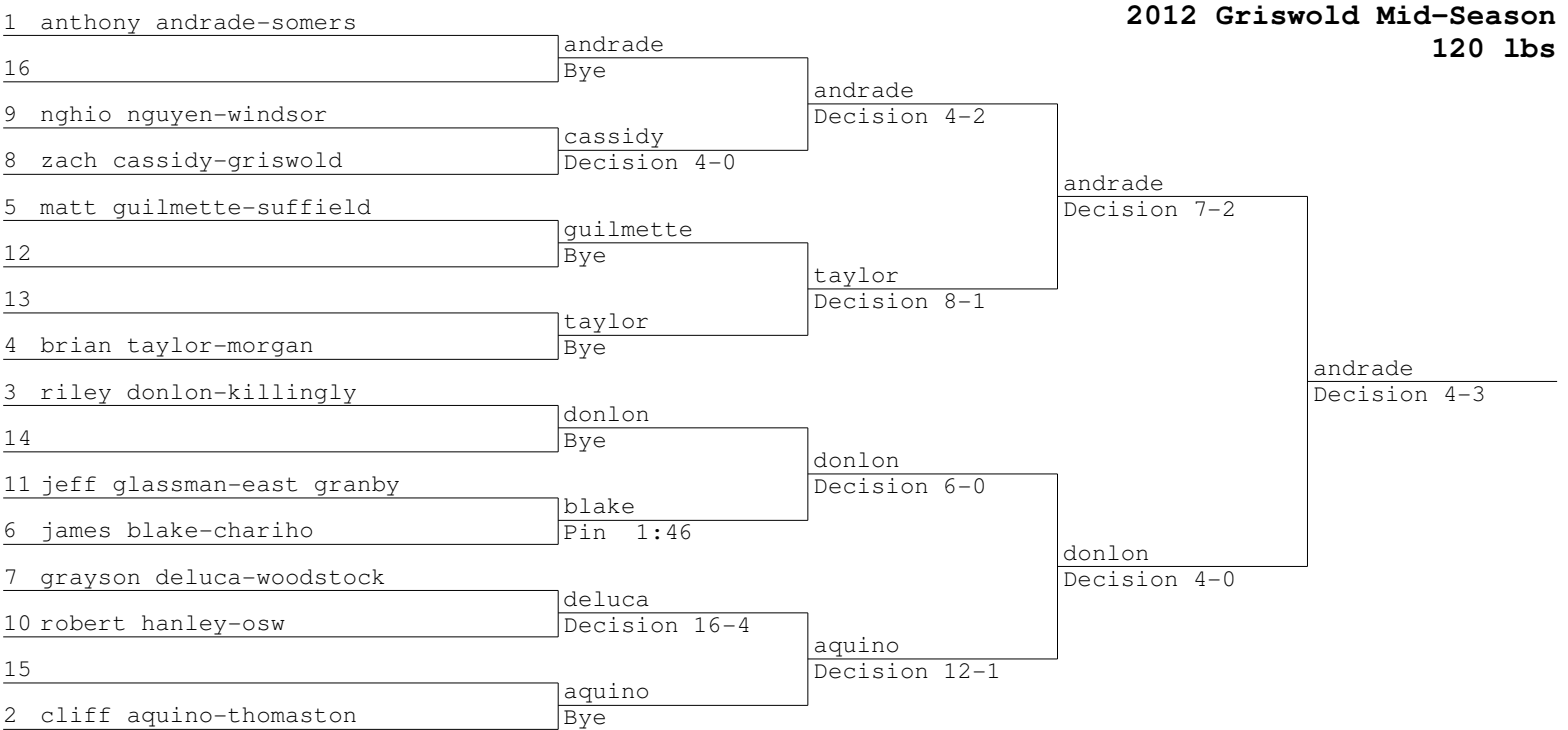 2012 Griswold Mid-Season
120 lbs
1 anthony andrade-somers
16
9 nghio nguyen-windsor
8 zach cassidy-griswold
5 matt guilmette-suffield
12
13
4 brian taylor-morgan
3 riley donlon-killingly
14
11 jeff glassman-east granby
6 james blake-chariho
7 grayson deluca-woodstock
10 robert hanley-osw
15
2 cliff aquino-thomaston
andrade
Bye
cassidy
Decision 4-0
guilmette
Bye
taylor
Bye
donlon
Bye
blake
Pin 1:46
deluca
Decision 16-4
aquino
Bye
andrade
Decision 4-2
taylor
Decision 8-1
donlon
Decision 6-0
aquino
Decision 12-1
andrade
Decision 7-2
donlon
Decision 4-0
andrade
Decision 4-3